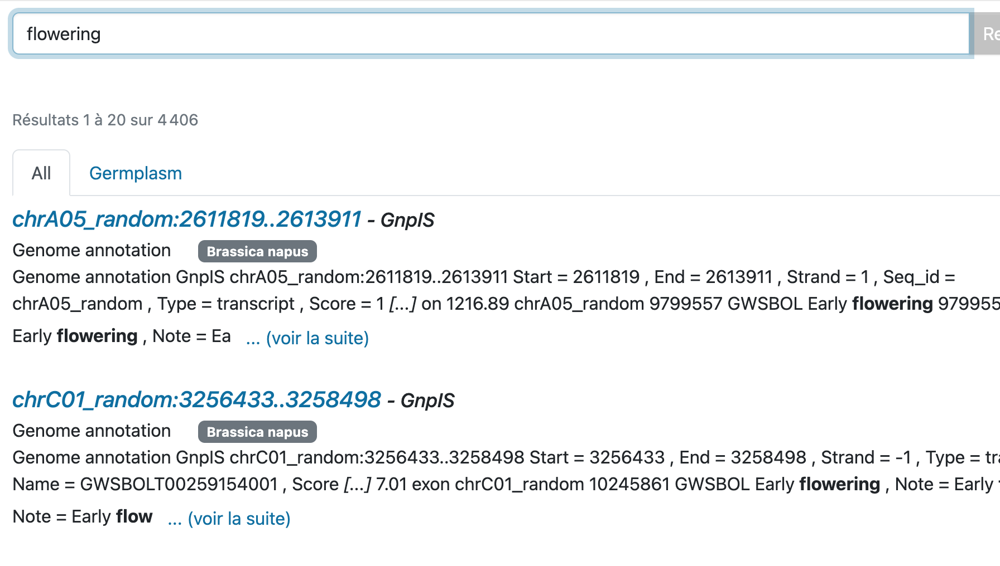 flowering
Re
Résultats 1 à 20 sur 4 406
All Germplasm
chrA05_random:2611819..2613911 - GnpIS
Genome annotation Brassica napus
Genome annotation GnpIS chrA05_random:2611819..2613911 Start = 2611819 , End = 2613911 , Strand = 1 , Seq_id =
chrA05_random , Type = transcript , Score = 1 [...] on 1216.89 chrA05_random 9799557 GWSBOL Early flowering 979955
Early flowering , Note = Ea ... (voir la suite)
chrC01_random:3256433..3258498 - GnpIS
Genome annotation Brassica napus
Genome annotation GnpIS chrC01_random:3256433..3258498 Start = 3256433 , End = 3258498 , Strand = -1 , Type = tra
Name = GWSBOLT00259154001 , Score [...] 7.01 exon chrC01_random 10245861 GWSBOL Early flowering , Note = Early
Note = Early flow ... (voir la suite)